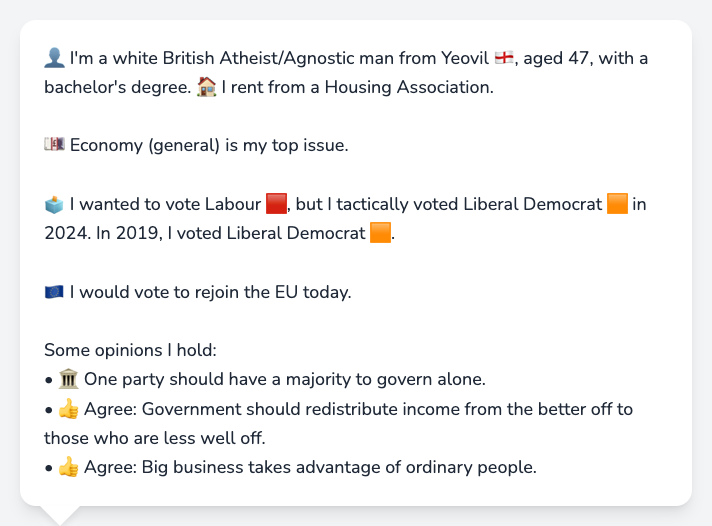 👤 I'm a white British Atheist/Agnostic man from Yeovil 🏴󠁧󠁢󠁥󠁮󠁧󠁿, aged 47, with a
bachelor's degree. 🏠 I rent from a Housing Association.
💷 Economy (general) is my top issue.
🗳️ I wanted to vote Labour 🟥, but I tactically voted Liberal Democrat 🟧 in
2024. In 2019, I voted Liberal Democrat 🟧.
🇪🇺 I would vote to rejoin the EU today.
Some opinions I hold:
• 🏛️ One party should have a majority to govern alone.
• 👍 Agree: Government should redistribute income from the better off to
those who are less well off.
• 👍 Agree: Big business takes advantage of ordinary people.